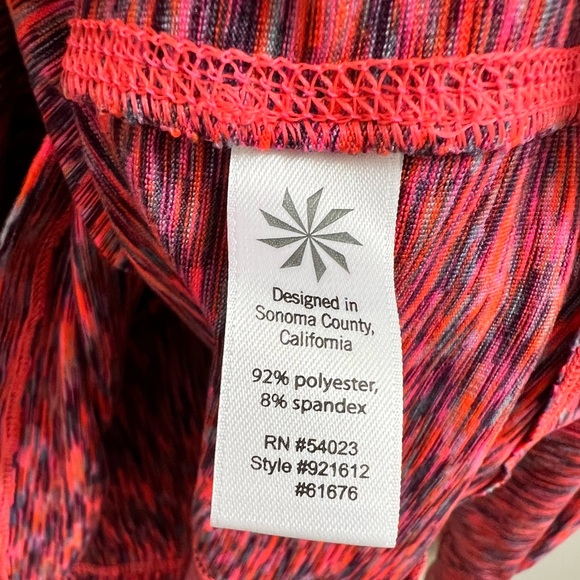 Designed in
Sonoma County,
California
92% polyester,
8% spandex
RN #54023
Style #921612
#61676